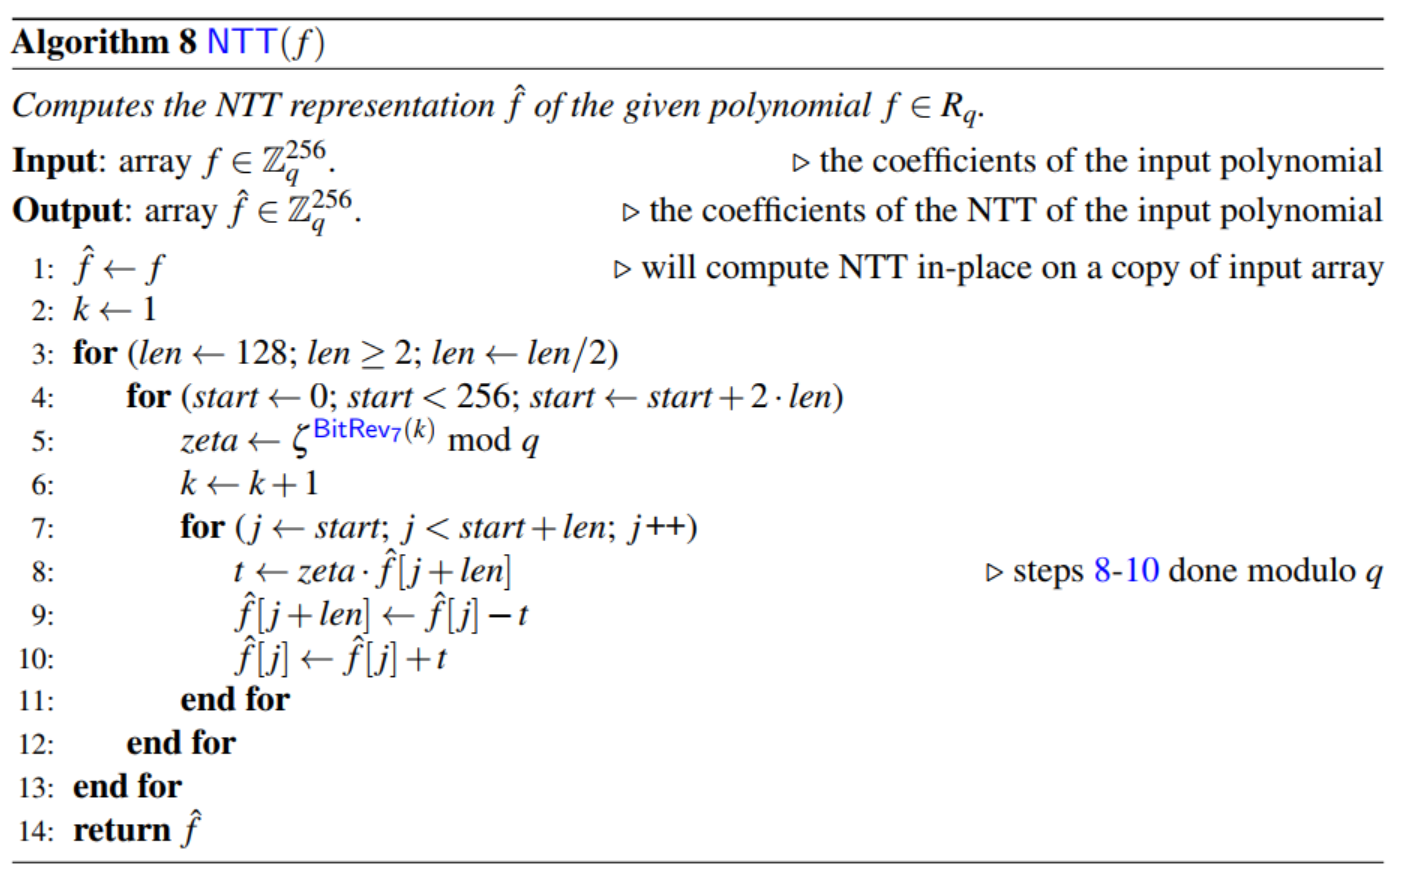 Algorithm 8 NTT(f)
Computes the NTT representation f̂ of the given polynomial f ∈ R_q.
Input: array f ∈ ℤ_q^256. ▷ the coefficients of the input polynomial
Output: array f̂ ∈ ℤ_q^256. ▷ the coefficients of the NTT of the input polynomial
1: f̂ ← f ▷ will compute NTT in-place on a copy of input array
2: k ← 1
3: for (len ← 128; len ≥ 2; len ← len/2)
4: for (start ← 0; start < 256; start ← start + 2 · len)
5: zeta ← ζ^BitRev₇(k) mod q
6: k ← k + 1
7: for (j ← start; j < start + len; j++)
8: t ← zeta · f̂[j + len] ▷ steps 8-10 done modulo q
9: f̂[j + len] ← f̂[j] − t
10: f̂[j] ← f̂[j] + t
11: end for
12: end for
13: end for
14: return f̂